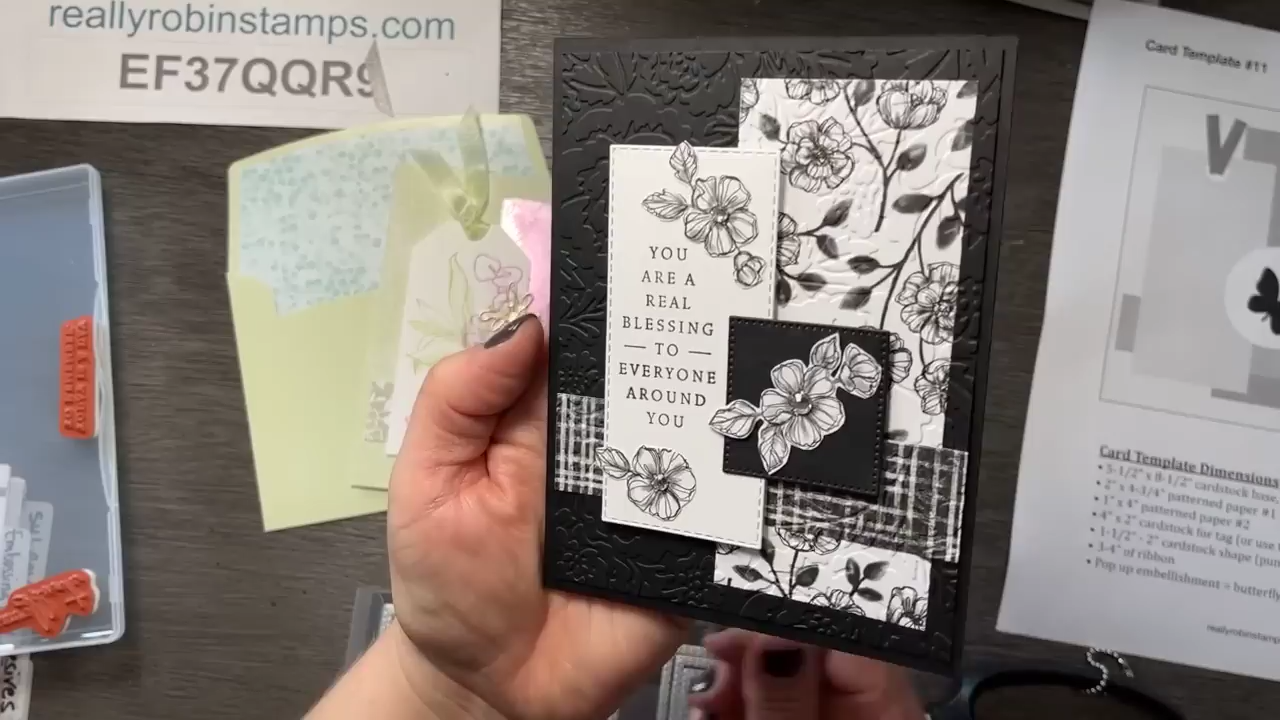 reallyrobinstamps.com
EF37QQR9
YOU
ARE A
REAL
BLESSING
— TO —
EVERYONE
AROUND
YOU
Card Template #11
Card Template Dimensions
• 5-1/2" x 8-1/2" cardstock base
• 2" x 4-3/4" patterned paper #1
• 1" x 4" patterned paper #2
• 4" x 2" cardstock for tag (or use
• 1-1/2" - 2" cardstock shape (pun
• 3-4" of ribbon
• Pop up embellishment = butterfly
reallyrobinstamps